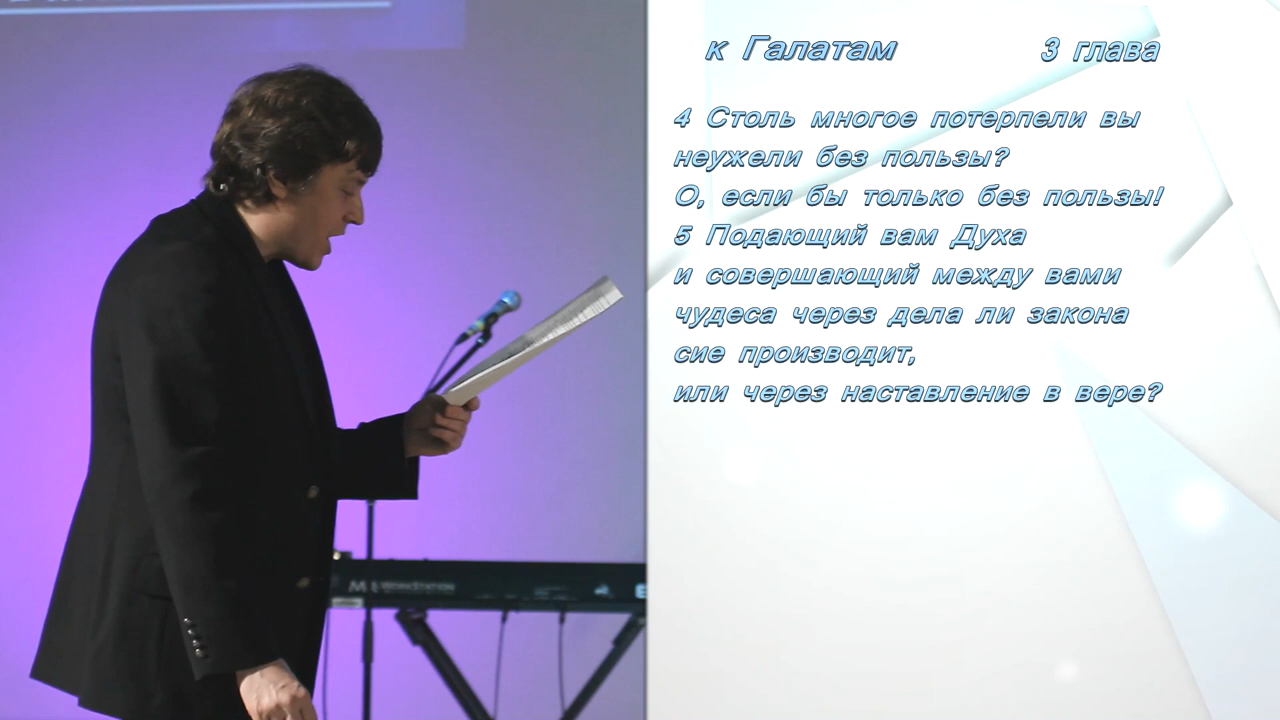 к Галатам 3 глава
4 Столь многое потерпели вы
неужели без пользы?
О, если бы только без пользы!
5 Подающий вам Духа
и совершающий между вами
чудеса через дела ли закона
сие производит,
или через наставление в вере?
WORKSTATION